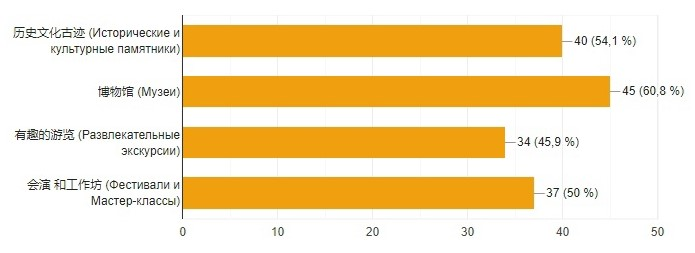 历史文化古迹 (Исторические и
культурные памятники)
40 (54,1 %)
博物馆 (Музеи)
45 (60,8 %)
有趣的游览 (Развлекательные
экскурсии)
34 (45,9 %)
会演 和工作坊 (Фестивали и
Мастер-классы)
37 (50 %)
0 10 20 30 40 50